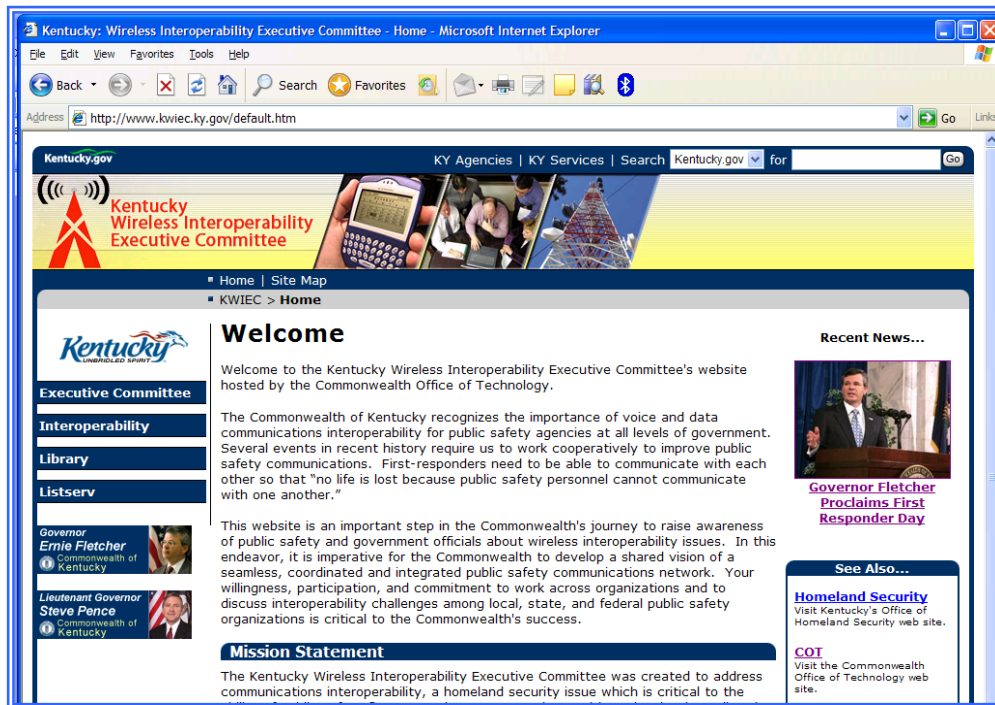 Kentucky: Wireless Interoperability Executive Committee - Home - Microsoft Internet Explorer
File Edit View Favorites Tools Help
Back Search Favorites
Address http://www.kwiec.ky.gov/default.htm Go Links
Kentucky.gov KY Agencies | KY Services | Search Kentucky.gov for Go
Kentucky
Wireless Interoperability
Executive Committee
Home | Site Map
KWIEC > Home
Kentucky
UNBRIDLED SPIRIT
Executive Committee
Interoperability
Library
Listserv
Governor
Ernie Fletcher
Commonwealth of
Kentucky
Lieutenant Governor
Steve Pence
Commonwealth of
Kentucky
Welcome
Welcome to the Kentucky Wireless Interoperability Executive Committee's website
hosted by the Commonwealth Office of Technology.
The Commonwealth of Kentucky recognizes the importance of voice and data
communications interoperability for public safety agencies at all levels of government.
Several events in recent history require us to work cooperatively to improve public
safety communications. First-responders need to be able to communicate with each
other so that “no life is lost because public safety personnel cannot communicate
with one another.”
This website is an important step in the Commonwealth's journey to raise awareness
of public safety and government officials about wireless interoperability issues. In this
endeavor, it is imperative for the Commonwealth to develop a shared vision of a
seamless, coordinated and integrated public safety communications network. Your
willingness, participation, and commitment to work across organizations and to
discuss interoperability challenges among local, state, and federal public safety
organizations is critical to the Commonwealth's success.
Mission Statement
The Kentucky Wireless Interoperability Executive Committee was created to address
communications interoperability, a homeland security issue which is critical to the
Recent News...
Governor Fletcher
Proclaims First
Responder Day
See Also...
Homeland Security
Visit Kentucky's Office of
Homeland Security web site.
COT
Visit the Commonwealth
Office of Technology web
site.